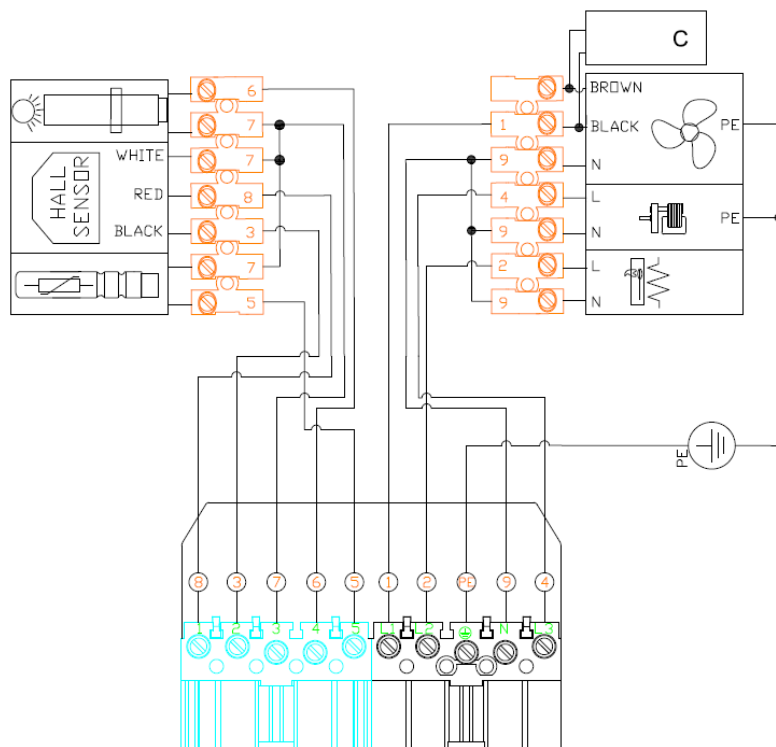 C
6
7
WHITE
7
RED
8
BLACK
3
7
5
HALL
SENSOR
BROWN
1
BLACK
PE
9
N
4
L
PE
9
N
2
L
9
N
PE
8
3
7
6
5
1
2
PE
9
4
1
2
3
4
5
L1
L2
N
L3